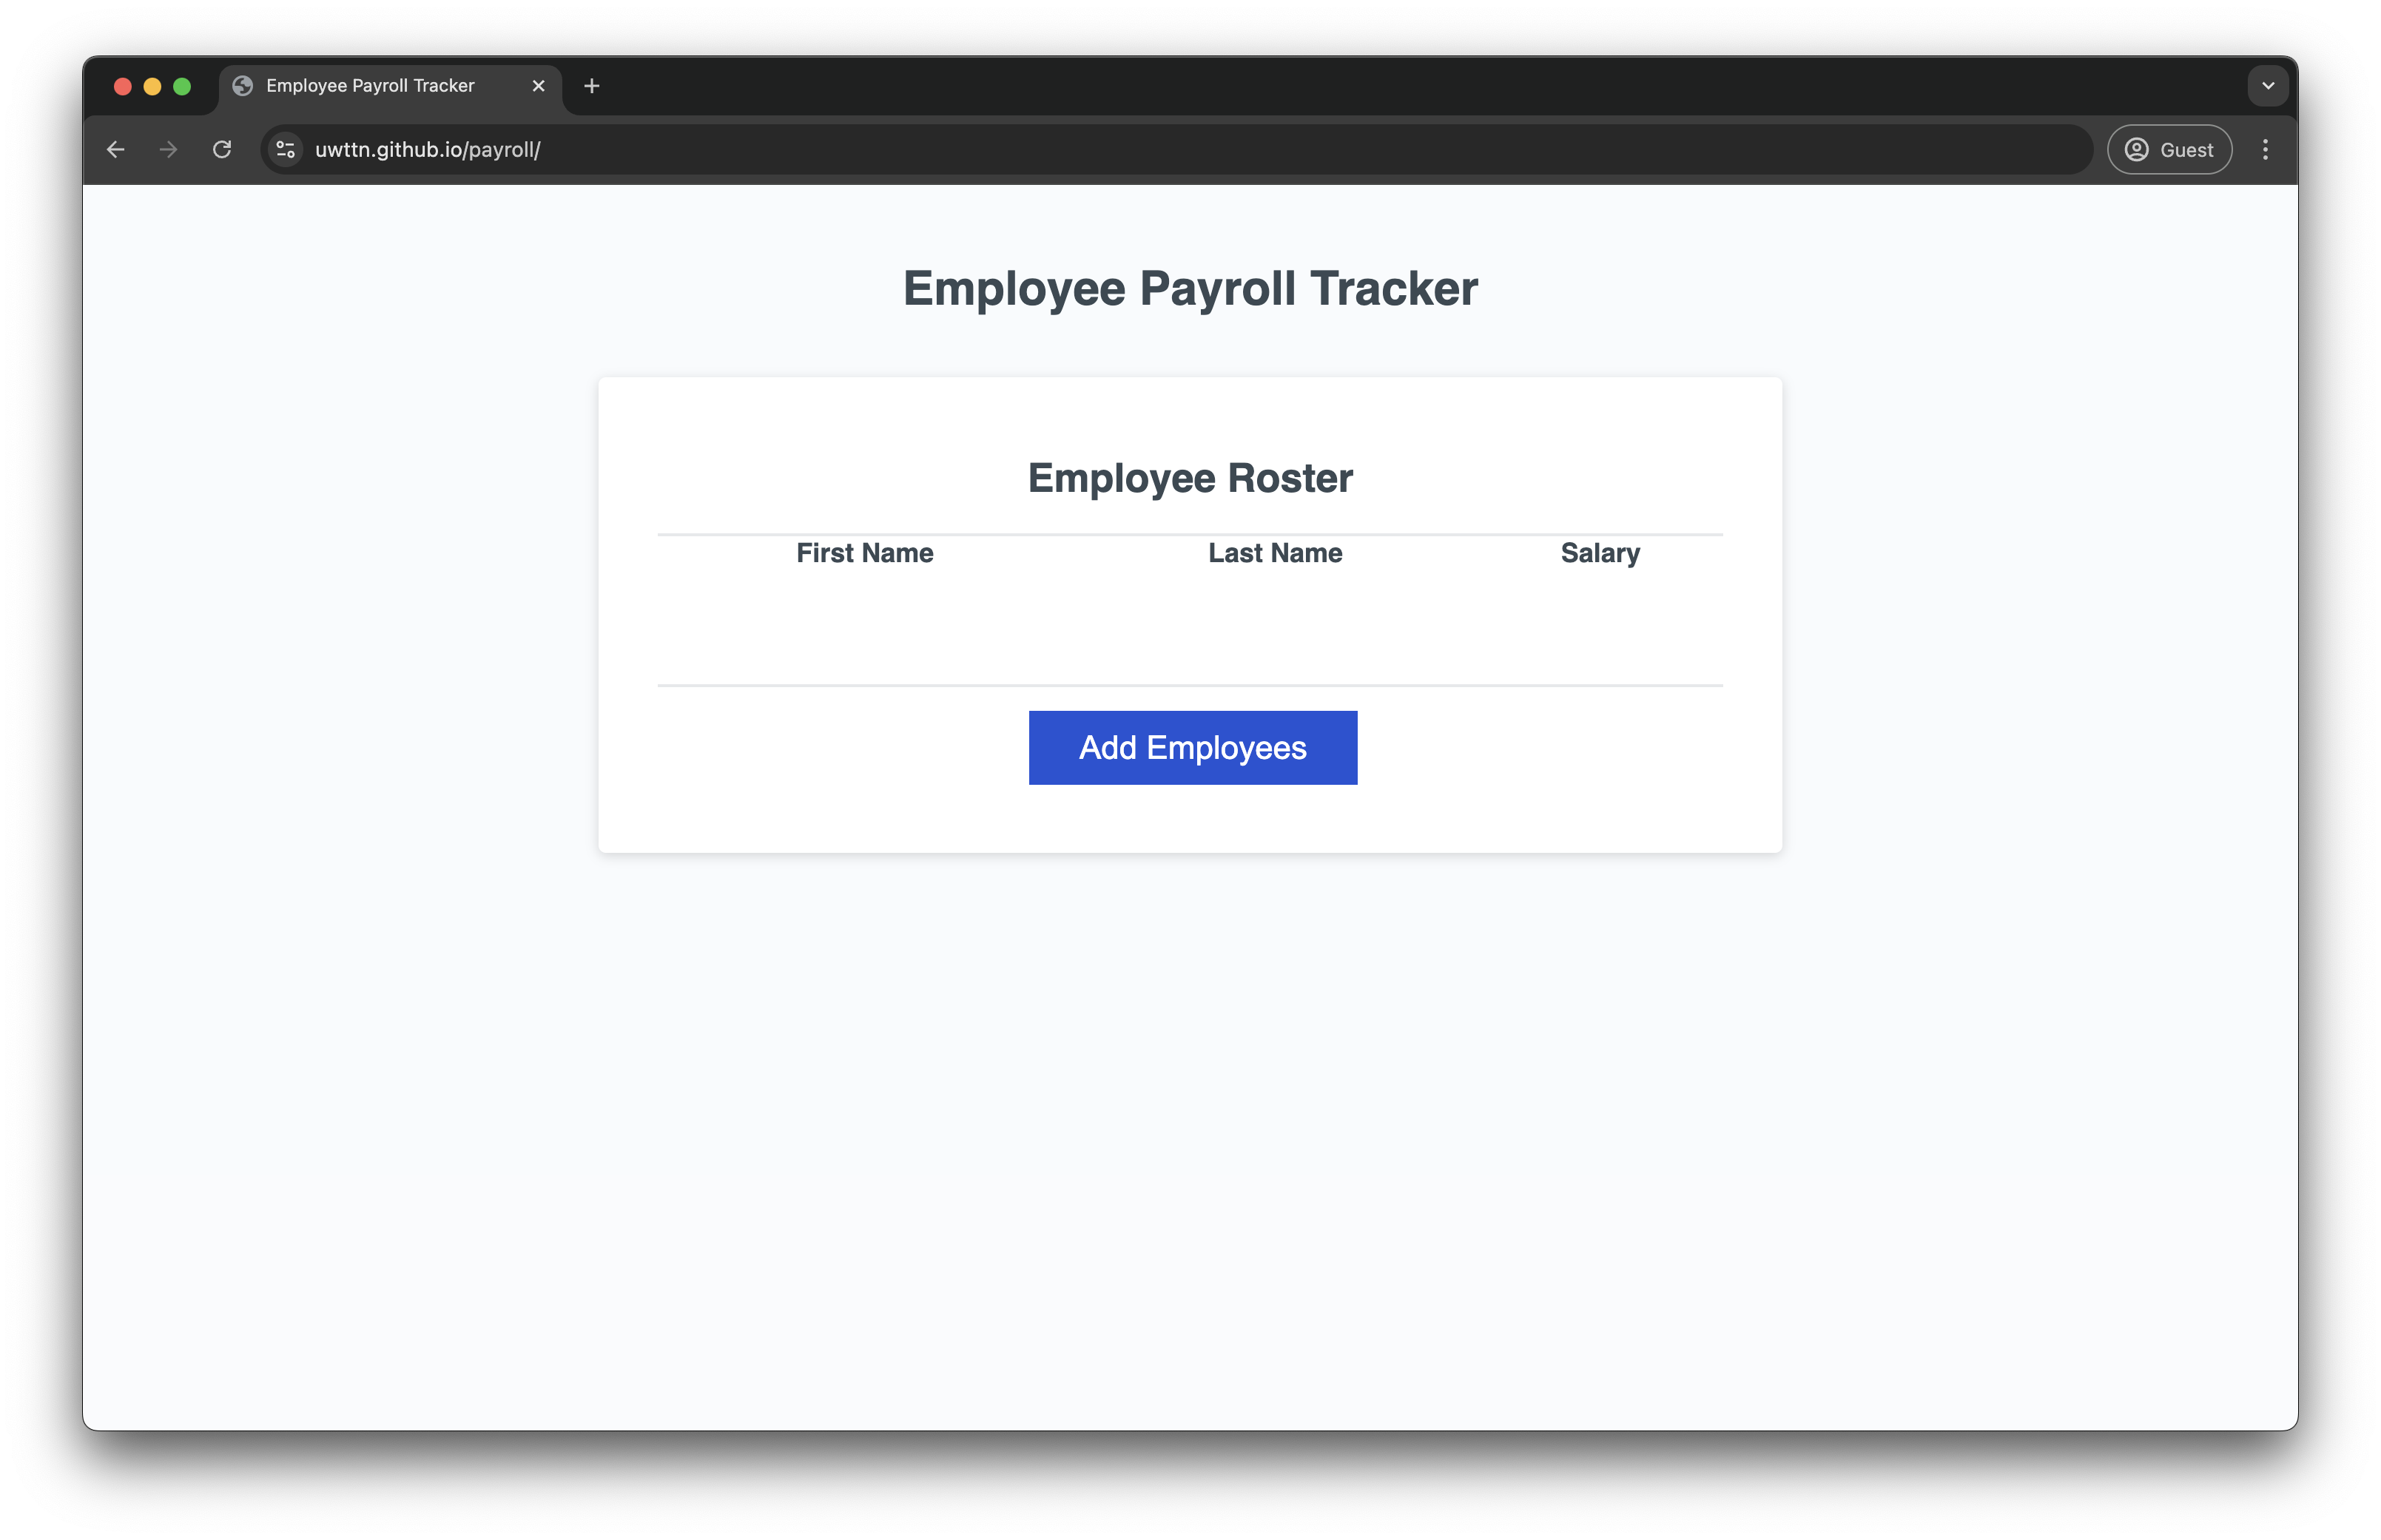 Employee Payroll Tracker
uwttn.github.io/payroll/
Guest
Employee Payroll Tracker
Employee Roster
First Name Last Name Salary
Add Employees